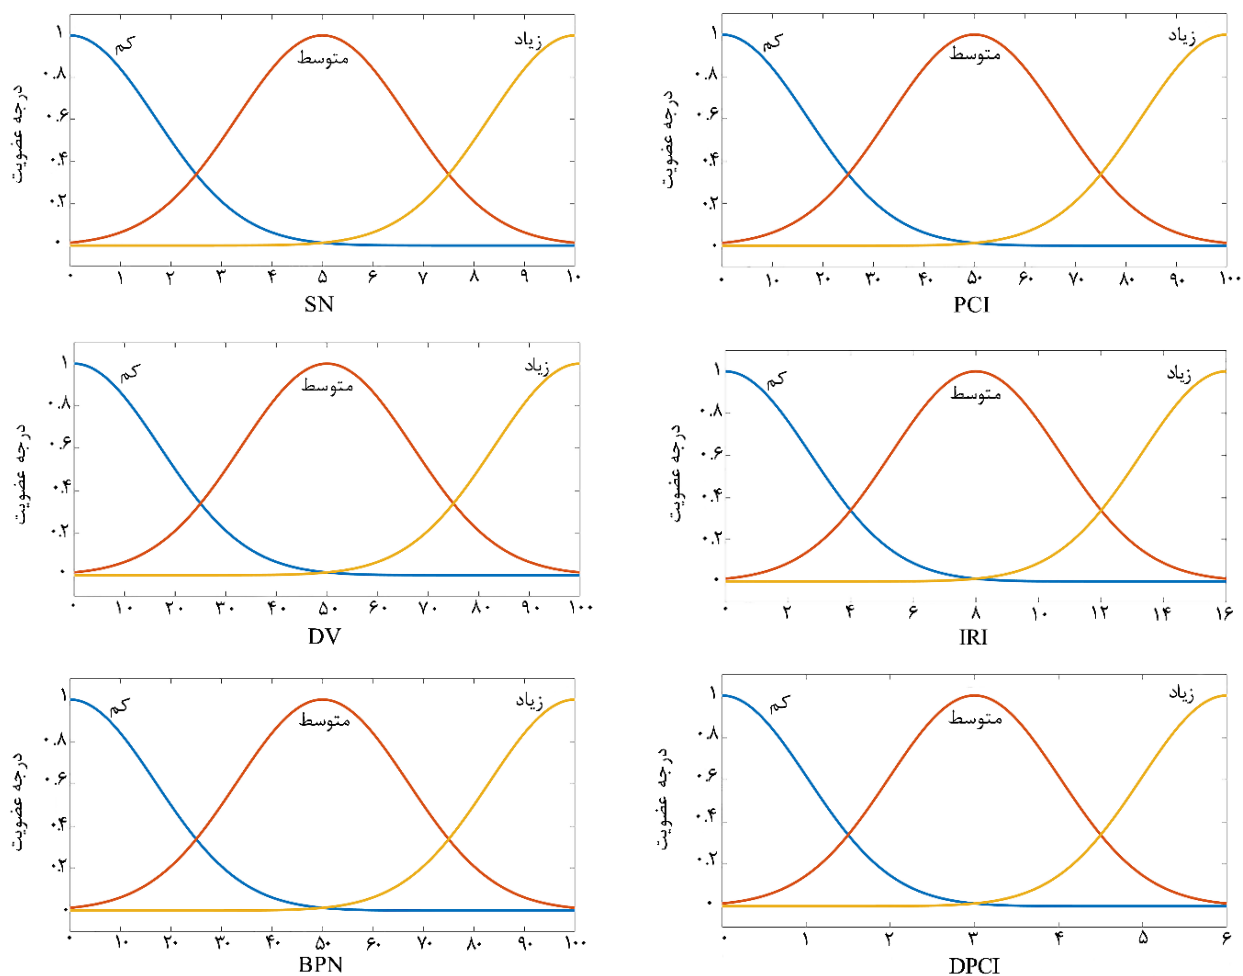 درجه عضویت
۱
۰.۸
۰.۶
۰.۴
۰.۲
۰
کم
متوسط
زیاد
۰ ۱ ۲ ۳ ۴ ۵ ۶ ۷ ۸ ۹ ۱۰
SN
درجه عضویت
۱
۰.۸
۰.۶
۰.۴
۰.۲
۰
کم
متوسط
زیاد
۰ ۱۰ ۲۰ ۳۰ ۴۰ ۵۰ ۶۰ ۷۰ ۸۰ ۹۰ ۱۰۰
PCI
درجه عضویت
۱
۰.۸
۰.۶
۰.۴
۰.۲
۰
کم
متوسط
زیاد
۰ ۱۰ ۲۰ ۳۰ ۴۰ ۵۰ ۶۰ ۷۰ ۸۰ ۹۰ ۱۰۰
DV
درجه عضویت
۱
۰.۸
۰.۶
۰.۴
۰.۲
۰
کم
متوسط
زیاد
۰ ۲ ۴ ۶ ۸ ۱۰ ۱۲ ۱۴ ۱۶
IRI
درجه عضویت
۱
۰.۸
۰.۶
۰.۴
۰.۲
۰
کم
متوسط
زیاد
۰ ۱۰ ۲۰ ۳۰ ۴۰ ۵۰ ۶۰ ۷۰ ۸۰ ۹۰ ۱۰۰
BPN
درجه عضویت
۱
۰.۸
۰.۶
۰.۴
۰.۲
۰
کم
متوسط
زیاد
۰ ۱ ۲ ۳ ۴ ۵ ۶
DPCI